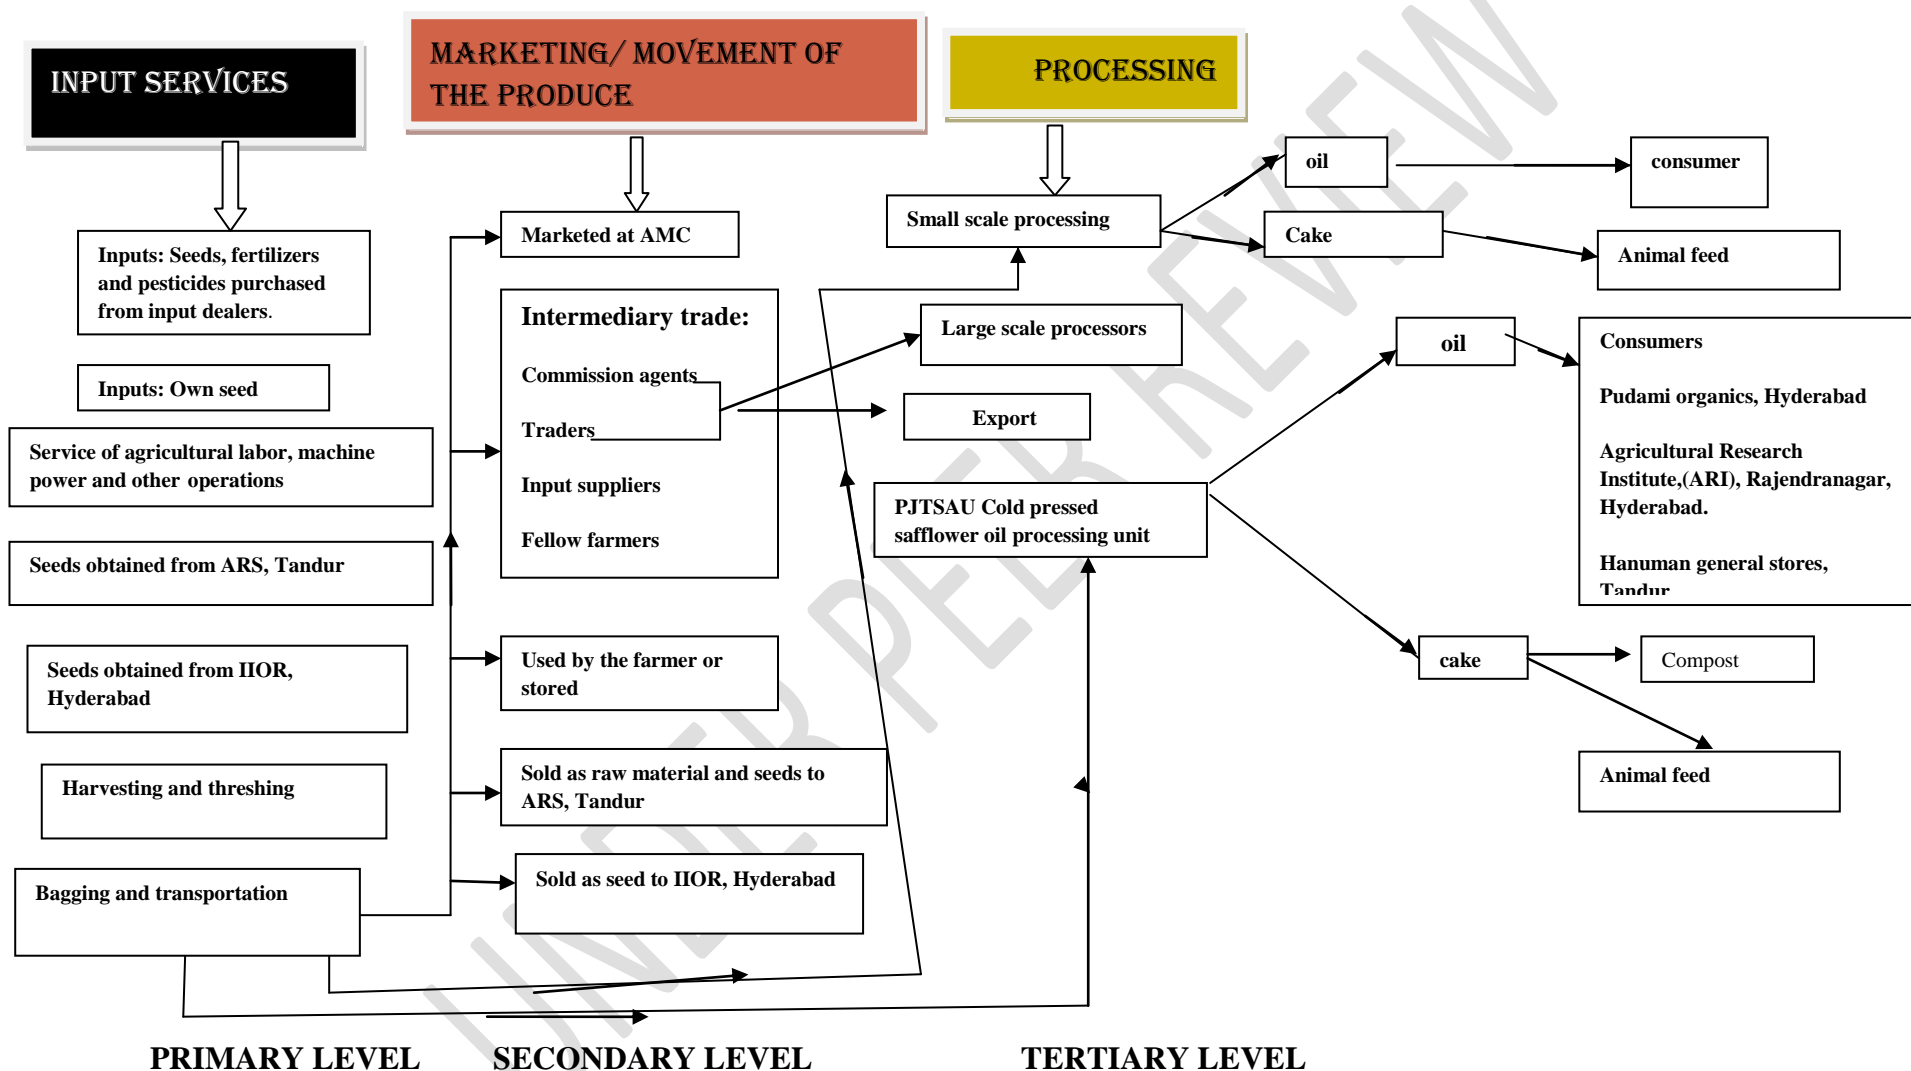 INPUT SERVICES
MARKETING/ MOVEMENT OF
THE PRODUCE
PROCESSING
Inputs: Seeds, fertilizers
and pesticides purchased
from input dealers.
Inputs: Own seed
Service of agricultural labor, machine
power and other operations
Seeds obtained from ARS, Tandur
Seeds obtained from IIOR,
Hyderabad
Harvesting and threshing
Bagging and transportation
Marketed at AMC
Intermediary trade:
Commission agents
Traders
Input suppliers
Fellow farmers
Used by the farmer or
stored
Sold as raw material and seeds to
ARS, Tandur
Sold as seed to IIOR, Hyderabad
Small scale processing
Large scale processors
Export
PJTSAU Cold pressed
safflower oil processing unit
oil
consumer
Cake
Animal feed
oil
Consumers
Pudami organics, Hyderabad
Agricultural Research
Institute,(ARI), Rajendranagar,
Hyderabad.
Hanuman general stores,
Tandur
cake
Compost
Animal feed
UNDER PEER REVIEW
PRIMARY LEVEL
SECONDARY LEVEL
TERTIARY LEVEL